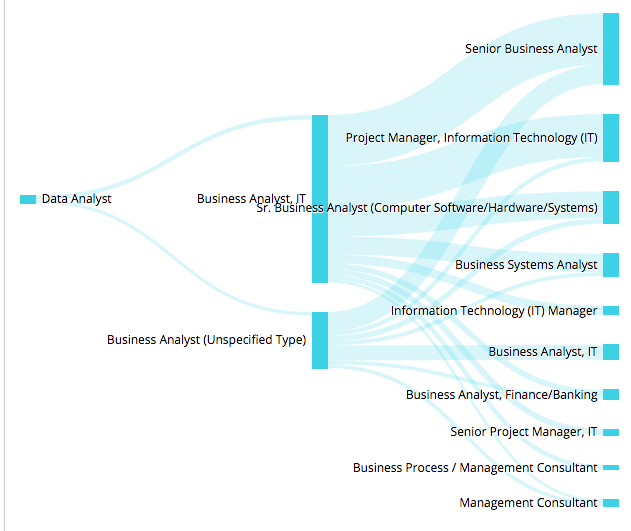 Senior Business Analyst
Project Manager, Information Technology (IT)
Data Analyst
Business Analyst, IT
Sr. Business Analyst (Computer Software/Hardware/Systems)
Business Systems Analyst
Information Technology (IT) Manager
Business Analyst (Unspecified Type)
Business Analyst, IT
Business Analyst, Finance/Banking
Senior Project Manager, IT
Business Process / Management Consultant
Management Consultant